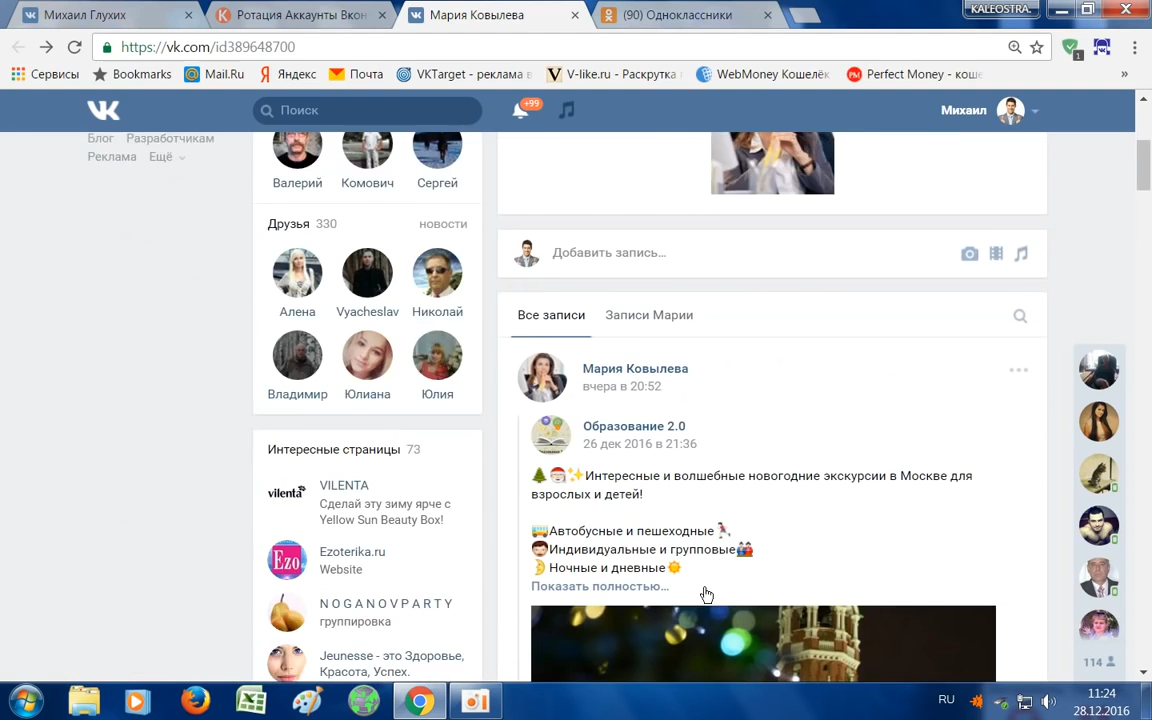 Михаил Глухих
Ротация Аккаунты Вкон
Мария Ковылева
(90) Одноклассники
KALEOSTRA.
https://vk.com/id389648700
1
Сервисы
Bookmarks
Mail.Ru
Яндекс
Почта
VKTarget - реклама в
V-like.ru - Раскрутка
WebMoney Кошелёк
Perfect Money - коше
»
Поиск
+99
Михаил
Блог Разработчикам
Реклама Ещё
Валерий Комович Сергей
Друзья 330 новости
Алена Vyacheslav Николай
Владимир Юлиана Юлия
Интересные страницы 73
vilenta
VILENTA
Сделай эту зиму ярче с
Yellow Sun Beauty Box!
Ezo
Ezoterika.ru
Website
N O G A N O V P A R T Y
группировка
Jeunesse - это Здоровье,
Красота, Успех.
Добавить запись...
Все записи Записи Марии
Мария Ковылева
вчера в 20:52
Образование 2.0
26 дек 2016 в 21:36
Интересные и волшебные новогодние экскурсии в Москве для
взрослых и детей!
Автобусные и пешеходные
Индивидуальные и групповые
Ночные и дневные
Показать полностью...
114
RU
11:24
28.12.2016